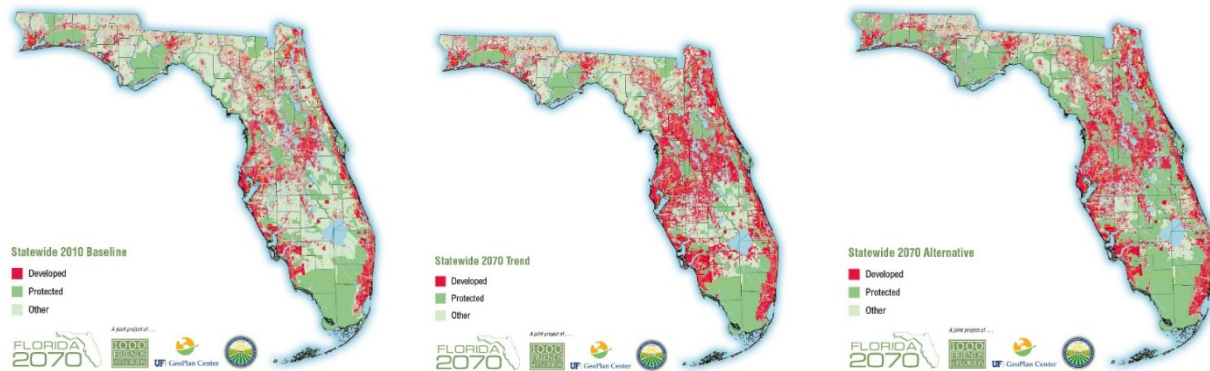 Statewide 2010 Baseline
Developed
Protected
Other
A joint project of . . .
FLORIDA
2070
1000
FRIENDS
OF FLORIDA
UF GeoPlan Center
Statewide 2070 Trend
Developed
Protected
Other
A joint project of . . .
FLORIDA
2070
1000
FRIENDS
OF FLORIDA
UF GeoPlan Center
Statewide 2070 Alternative
Developed
Protected
Other
A joint project of . . .
FLORIDA
2070
1000
FRIENDS
OF FLORIDA
UF GeoPlan Center